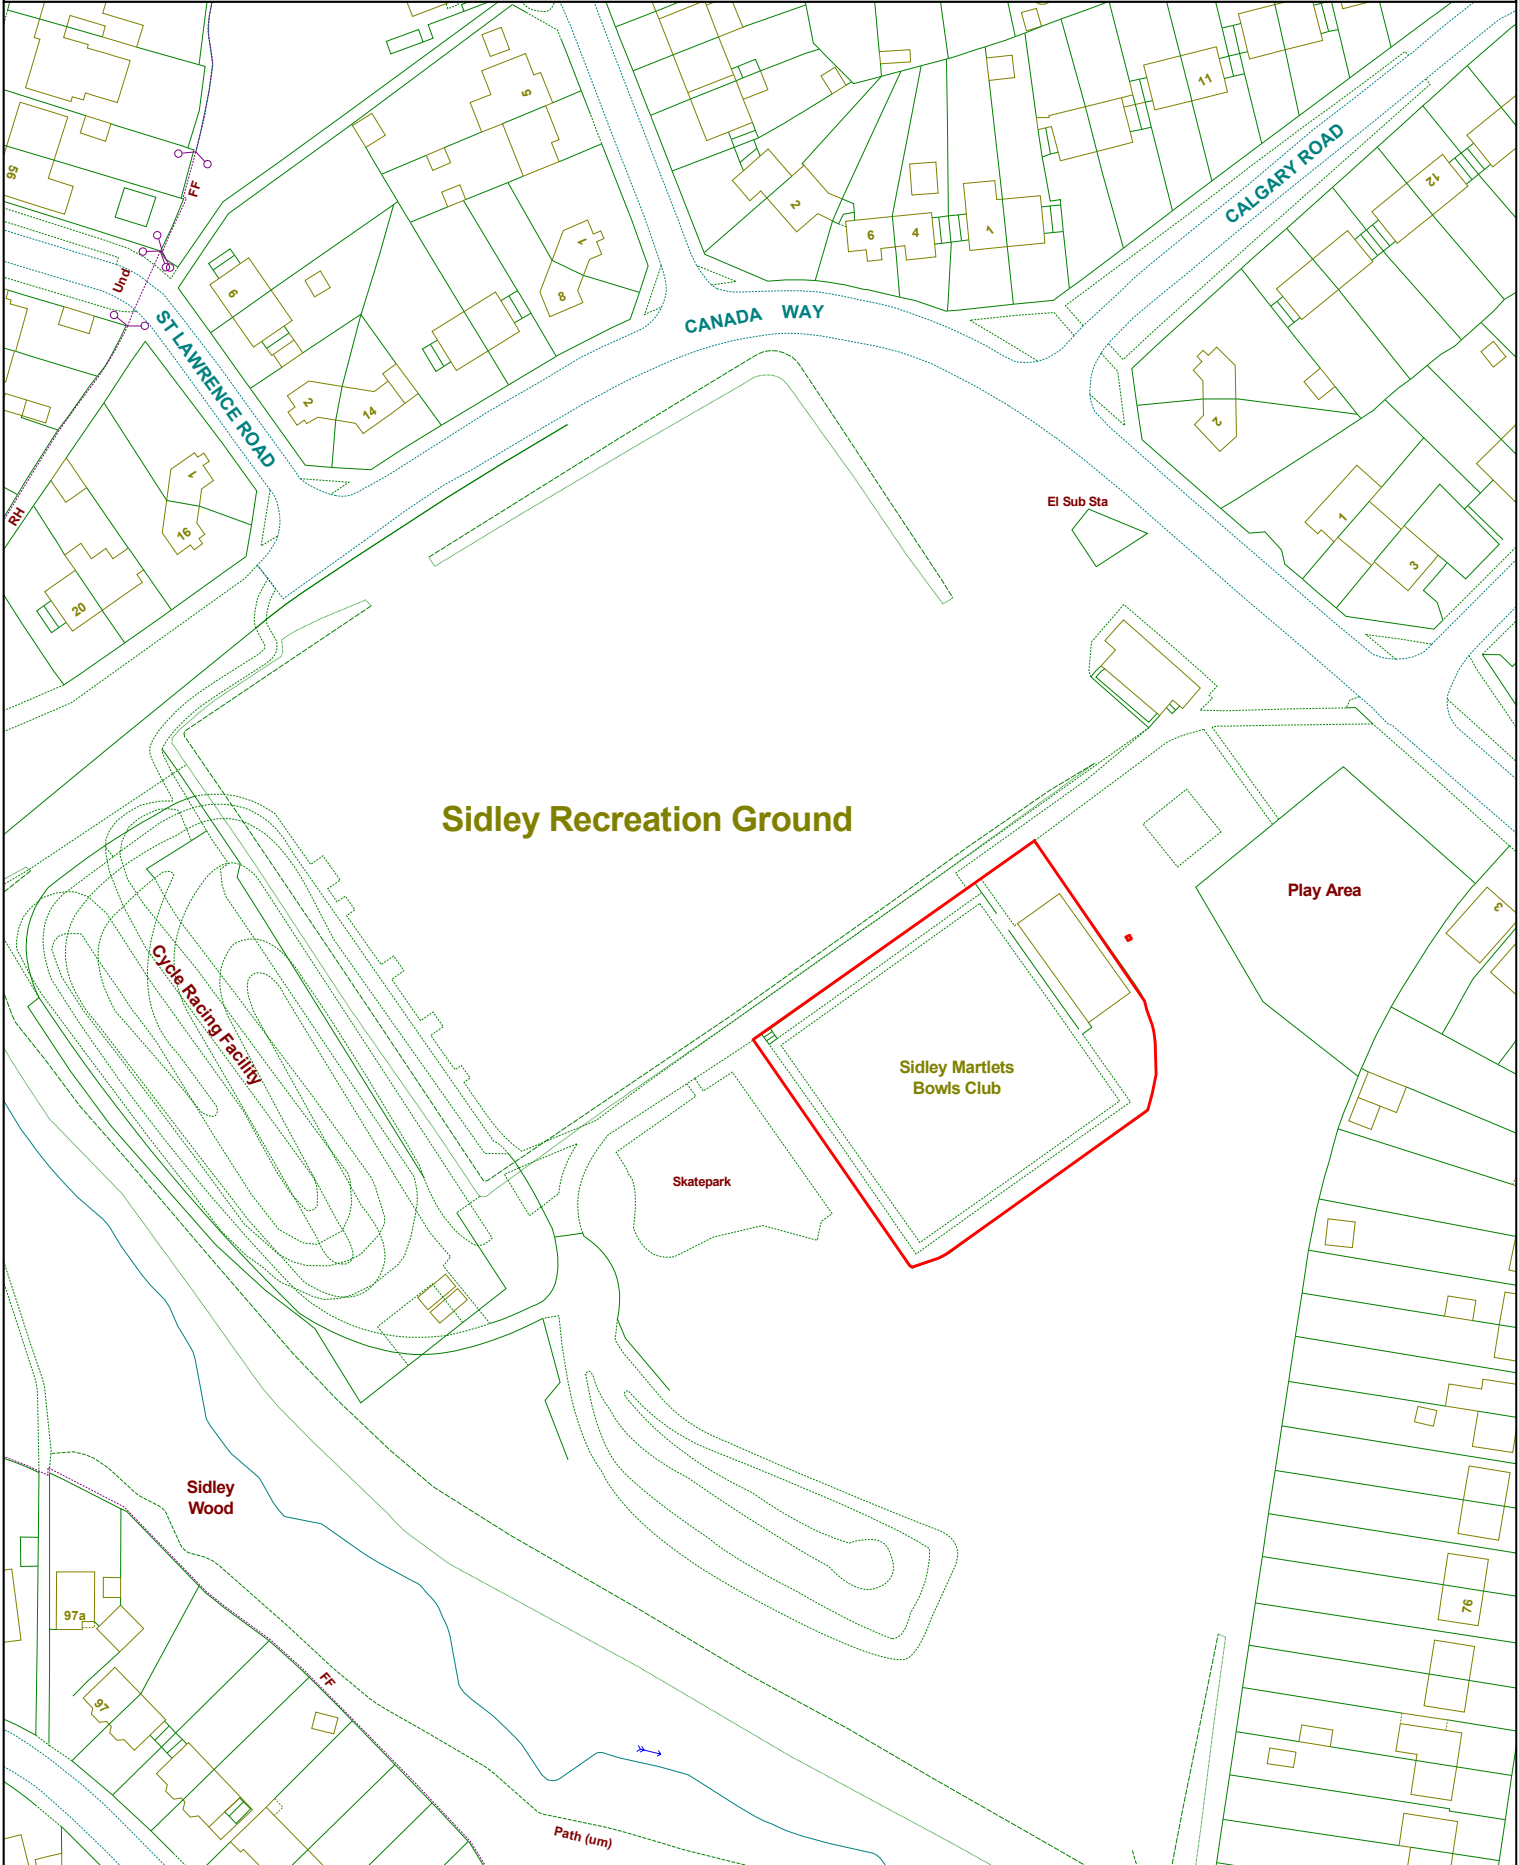 5
11
56
FF
CALGARY ROAD
12
2
6
4
1
1
8
Und
9
CANADA WAY
ST LAWRENCE ROAD
2
14
2
1
16
RH
El Sub Sta
1
3
20
Sidley Recreation Ground
Play Area
3
Cycle Racing Facility
Sidley Martlets
Bowls Club
Skatepark
Sidley
Wood
97a
76
FF
97
Path (um)